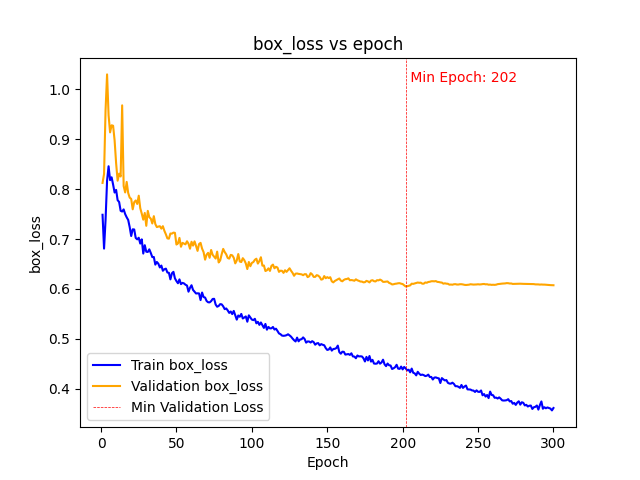 box_loss vs epoch
Min Epoch: 202
1.0
0.9
0.8
0.7
0.6
0.5
0.4
box_loss
Train box_loss
Validation box_loss
Min Validation Loss
0 50 100 150 200 250 300
Epoch